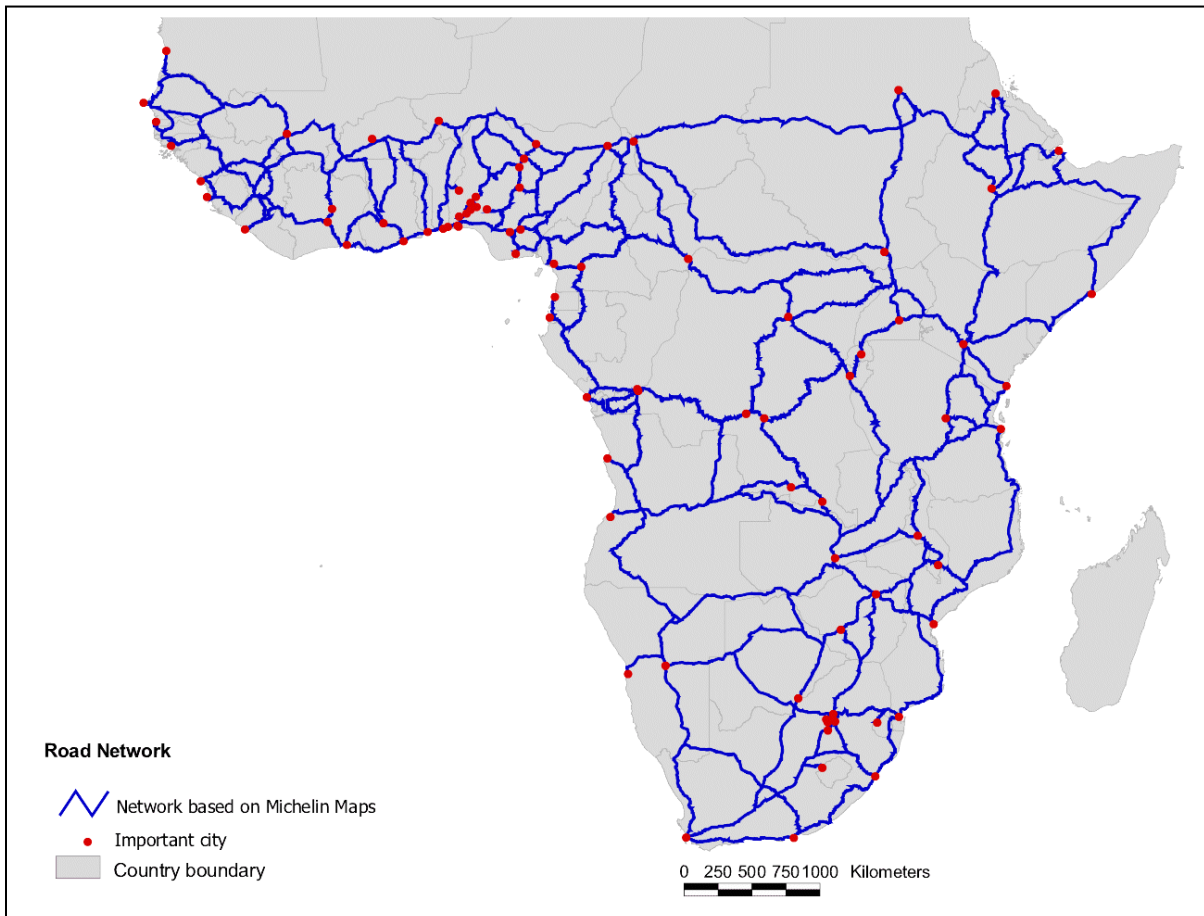 Road Network
Network based on Michelin Maps
Important city
Country boundary
0 250 500 750 1000 Kilometers